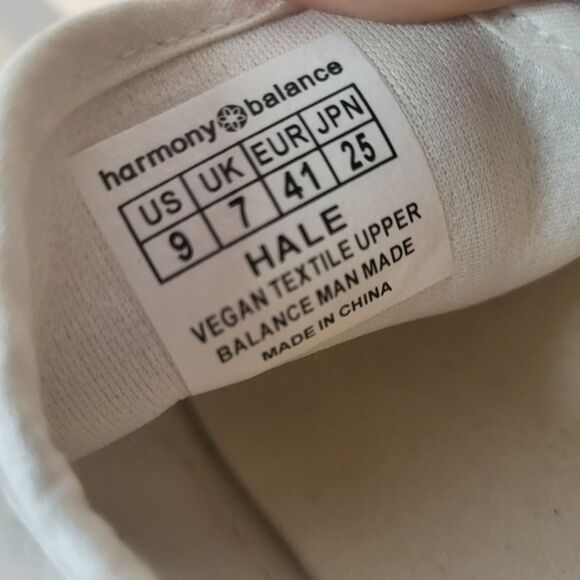 harmony balance
US UK EUR JPN
9 7 41 25
HALE
VEGAN TEXTILE UPPER
BALANCE MAN MADE
MADE IN CHINA